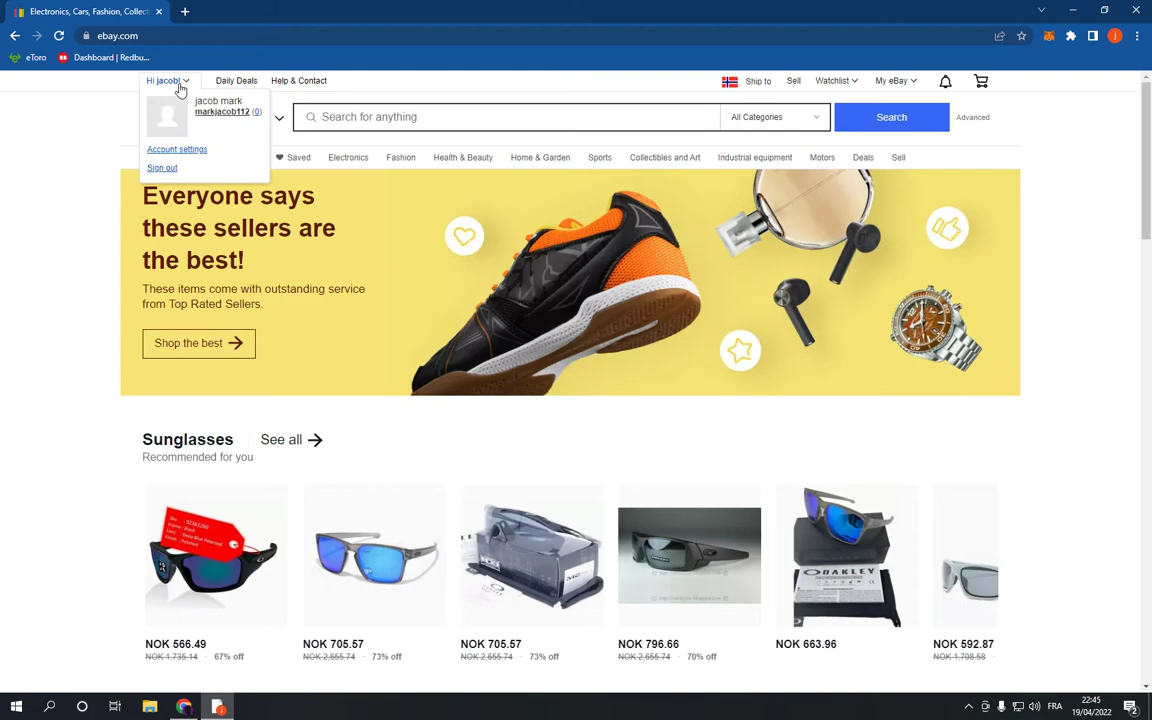 Electronics, Cars, Fashion, Collect
ebay.com
eToro
Dashboard | Redbu...
Hi jacob!
Daily Deals
Help & Contact
Ship to
Sell
Watchlist
My eBay
jacob mark
markjacob112 (0)
Account settings
Sign out
Search for anything
All Categories
Search
Advanced
Saved
Electronics
Fashion
Health & Beauty
Home & Garden
Sports
Collectibles and Art
Industrial equipment
Motors
Deals
Sell
Everyone says
these sellers are
the best!
These items come with outstanding service
from Top Rated Sellers.
Shop the best
Sunglasses
See all
Recommended for you
OAKLEY
NOK 566.49
NOK 1,735.14 · 67% off
NOK 705.57
NOK 2,655.74 · 73% off
NOK 705.57
NOK 2,655.74 · 73% off
NOK 796.66
NOK 2,655.74 · 70% off
NOK 663.96
NOK 592.87
NOK 1,708.58 ·
22:45
FRA
19/04/2022
2